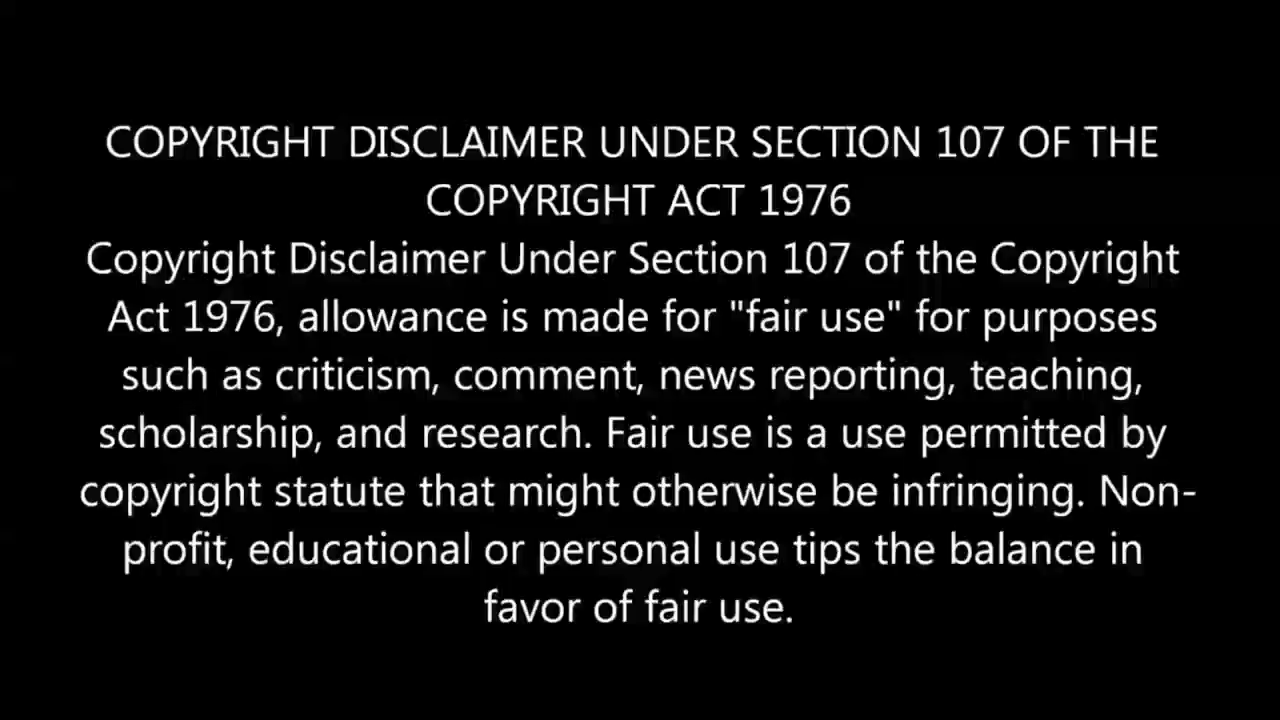 COPYRIGHT DISCLAIMER UNDER SECTION 107 OF THE
COPYRIGHT ACT 1976
Copyright Disclaimer Under Section 107 of the Copyright
Act 1976, allowance is made for "fair use" for purposes
such as criticism, comment, news reporting, teaching,
scholarship, and research. Fair use is a use permitted by
copyright statute that might otherwise be infringing. Non-
profit, educational or personal use tips the balance in
favor of fair use.